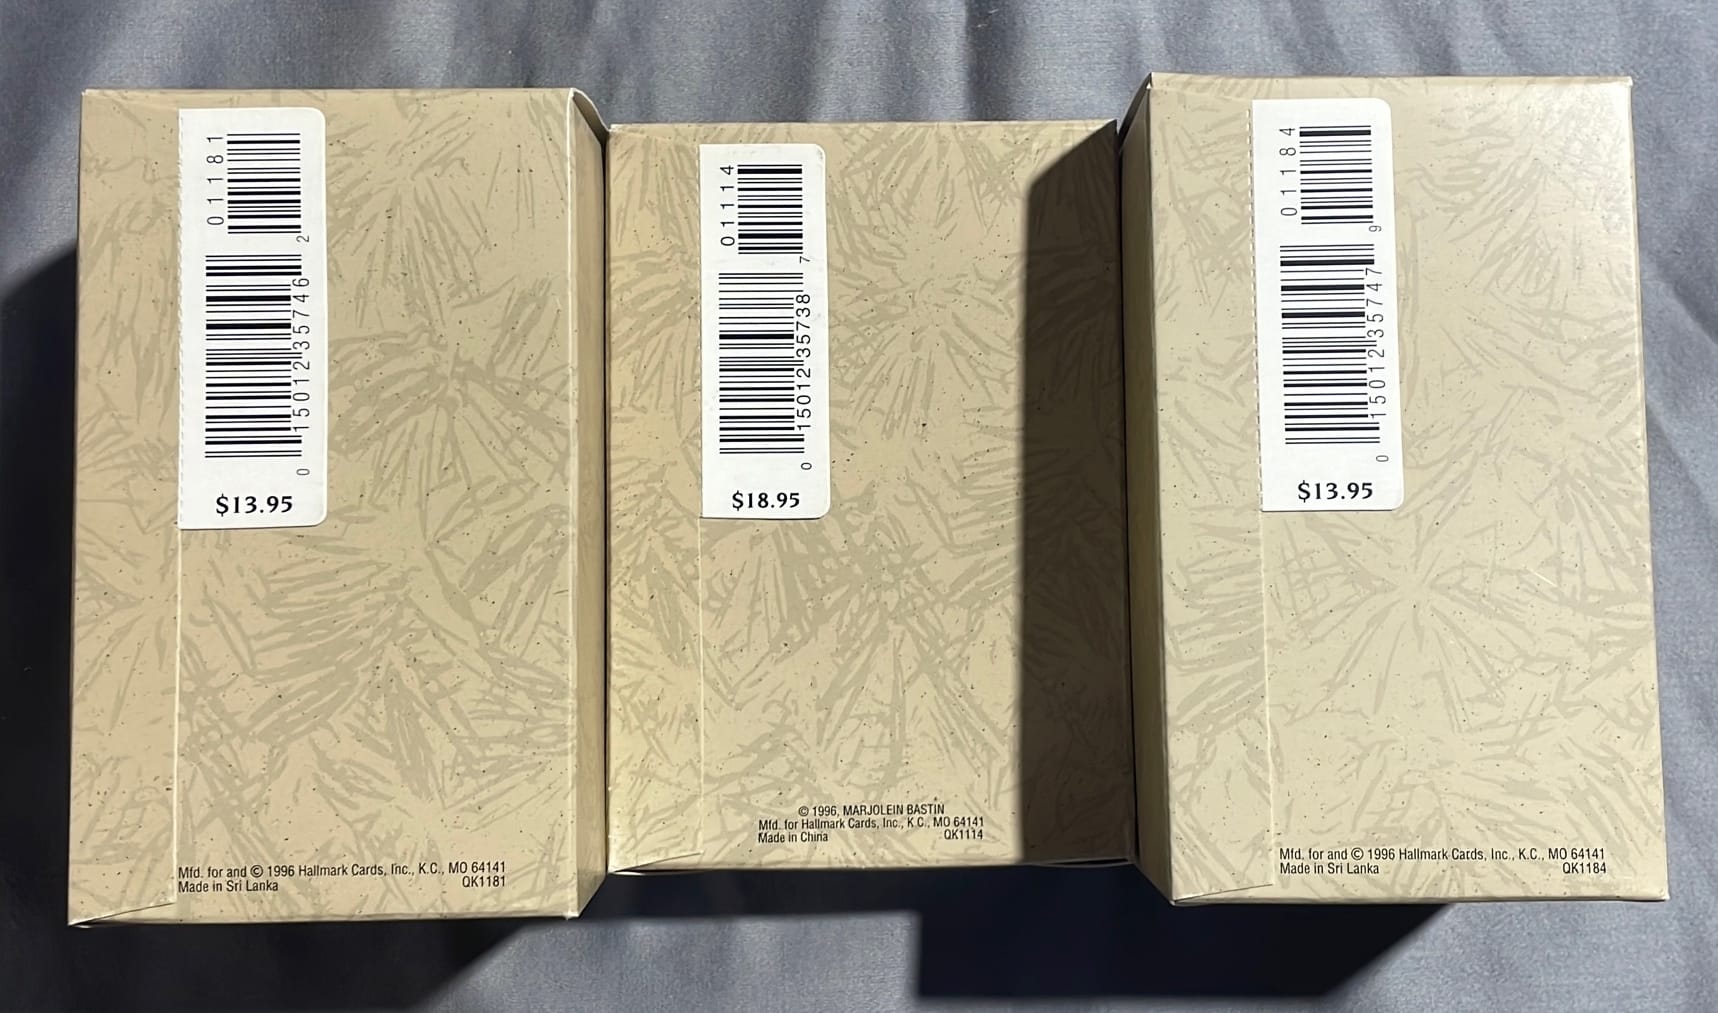 01181
0 15012 35746 2
$13.95
Mfd. for and © 1996 Hallmark Cards, Inc., K.C., MO 64141
Made in Sri Lanka QK1181
01114
0 15012 35738 7
$18.95
© 1996, MARJOLEIN BASTIN
Mfd. for Hallmark Cards, Inc., K.C., MO 64141
Made in China QK1114
01184
0 15012 35747 9
$13.95
Mfd. for and © 1996 Hallmark Cards, Inc., K.C., MO 64141
Made in Sri Lanka QK1184